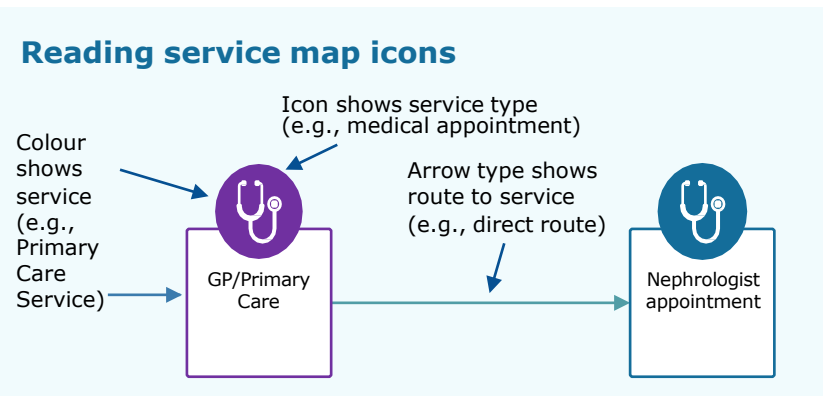 Reading service map icons
Icon shows service type
(e.g., medical appointment)
Colour
shows
service
(e.g.,
Primary
Care
Service)
Arrow type shows
route to service
(e.g., direct route)
GP/Primary
Care
Nephrologist
appointment